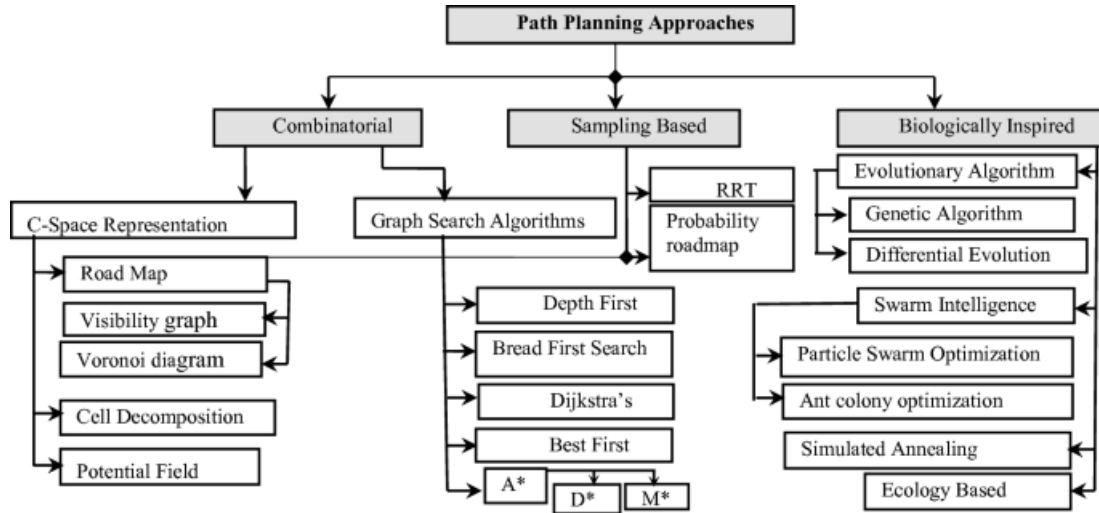 Path Planning Approaches
Combinatorial
Sampling Based
Biologically Inspired
C-Space Representation
Road Map
Visibility graph
Voronoi diagram
Cell Decomposition
Potential Field
Graph Search Algorithms
Depth First
Bread First Search
Dijkstra's
Best First
A*
D*
M*
RRT
Probability
roadmap
Evolutionary Algorithm
Genetic Algorithm
Differential Evolution
Swarm Intelligence
Particle Swarm Optimization
Ant colony optimization
Simulated Annealing
Ecology Based